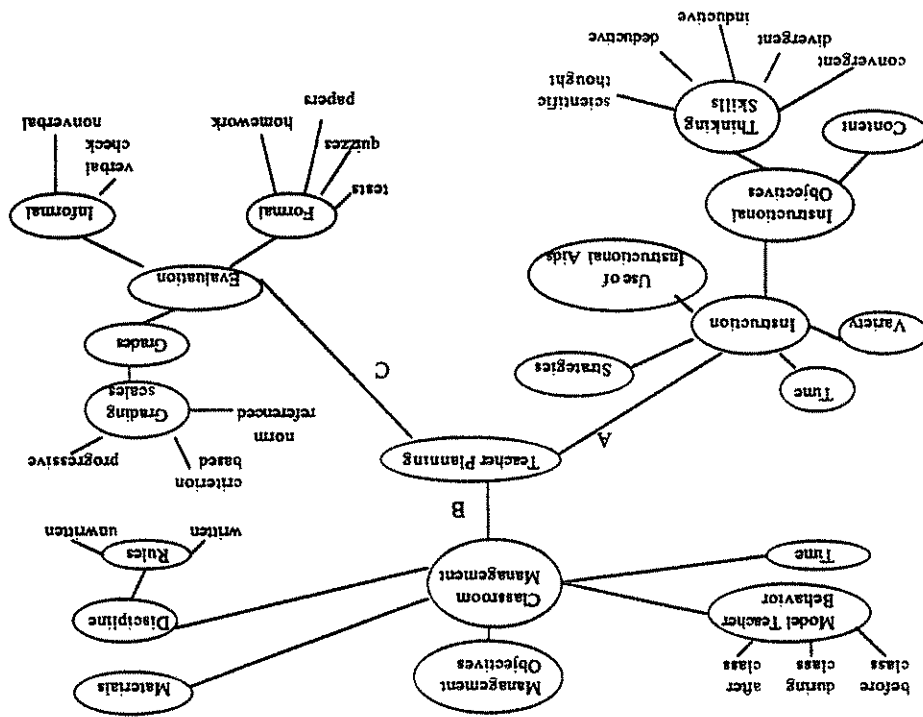 before
class
during
class
after
class
Management
Objectives
Materials
Model Teacher
Behavior
Discipline
Classroom
Management
Time
Rules
written
unwritten
B
Teacher Planning
criterion
based
progressive
norm
referenced
Grading
scales
A
C
Time
Strategies
Grades
Variety
Instruction
Evaluation
Use of
Instructional Aids
Instructional
Objectives
Formal
Informal
tests
quizzes
papers
homework
verbal
check
nonverbal
Content
Thinking
Skills
convergent
divergent
inductive
deductive
scientific
thought